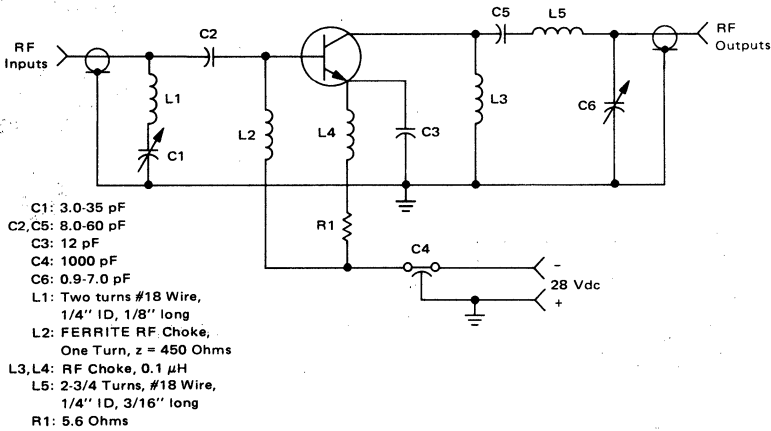 C5
L5
RF
Outputs
RF
Inputs
C2
L1
C1
L2
L4
C3
L3
C6
R1
C4
–
28 Vdc
+
C1: 3.0-35 pF
C2,C5: 8.0-60 pF
C3: 12 pF
C4: 1000 pF
C6: 0.9-7.0 pF
L1: Two turns #18 Wire,
1/4" ID, 1/8" long
L2: FERRITE RF Choke,
One Turn, z = 450 Ohms
L3,L4: RF Choke, 0.1 μH
L5: 2-3/4 Turns, #18 Wire,
1/4" ID, 3/16" long
R1: 5.6 Ohms